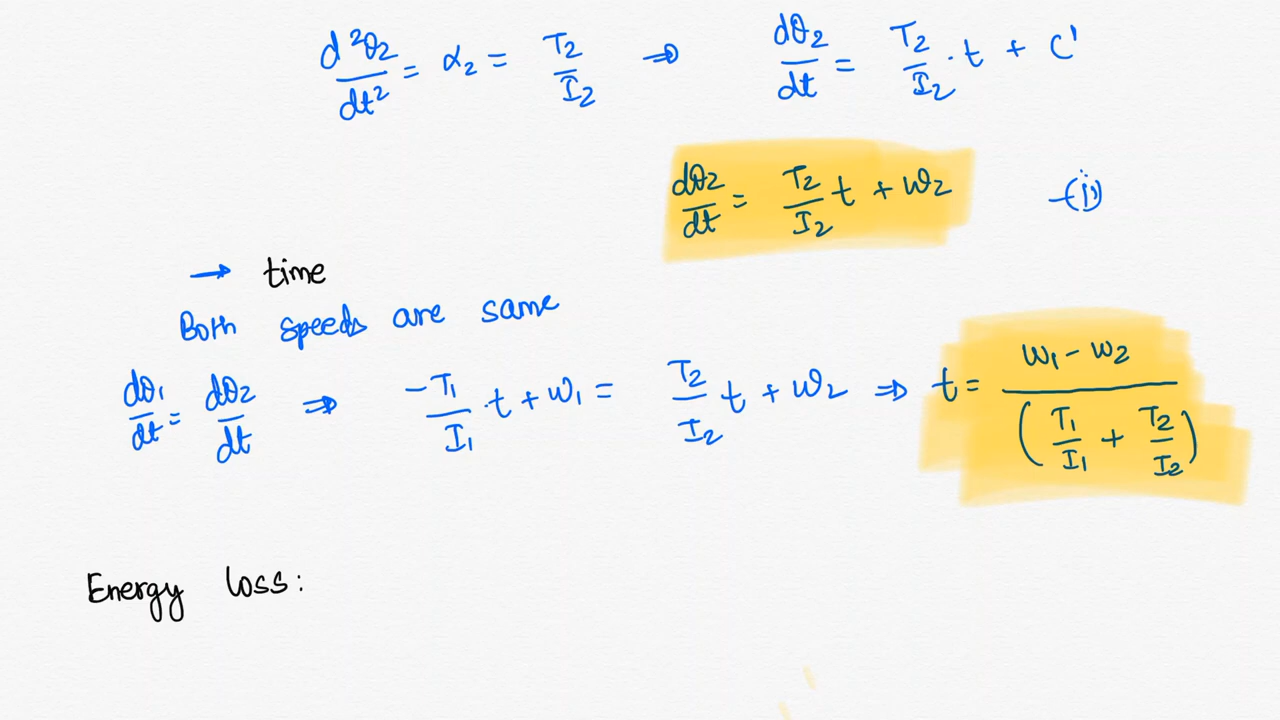 d²θ₂/dt² = α₂ = T₂/I₂ ⇒ dθ₂/dt = T₂/I₂ · t + C'
dθ₂/dt = T₂/I₂ t + ω₂ -(ii)
→ time
Both speeds are same
dθ₁/dt = dθ₂/dt ⇒ -T₁/I₁ · t + ω₁ = T₂/I₂ t + ω₂ ⇒ t = (ω₁ - ω₂)/(T₁/I₁ + T₂/I₂)
Energy loss: